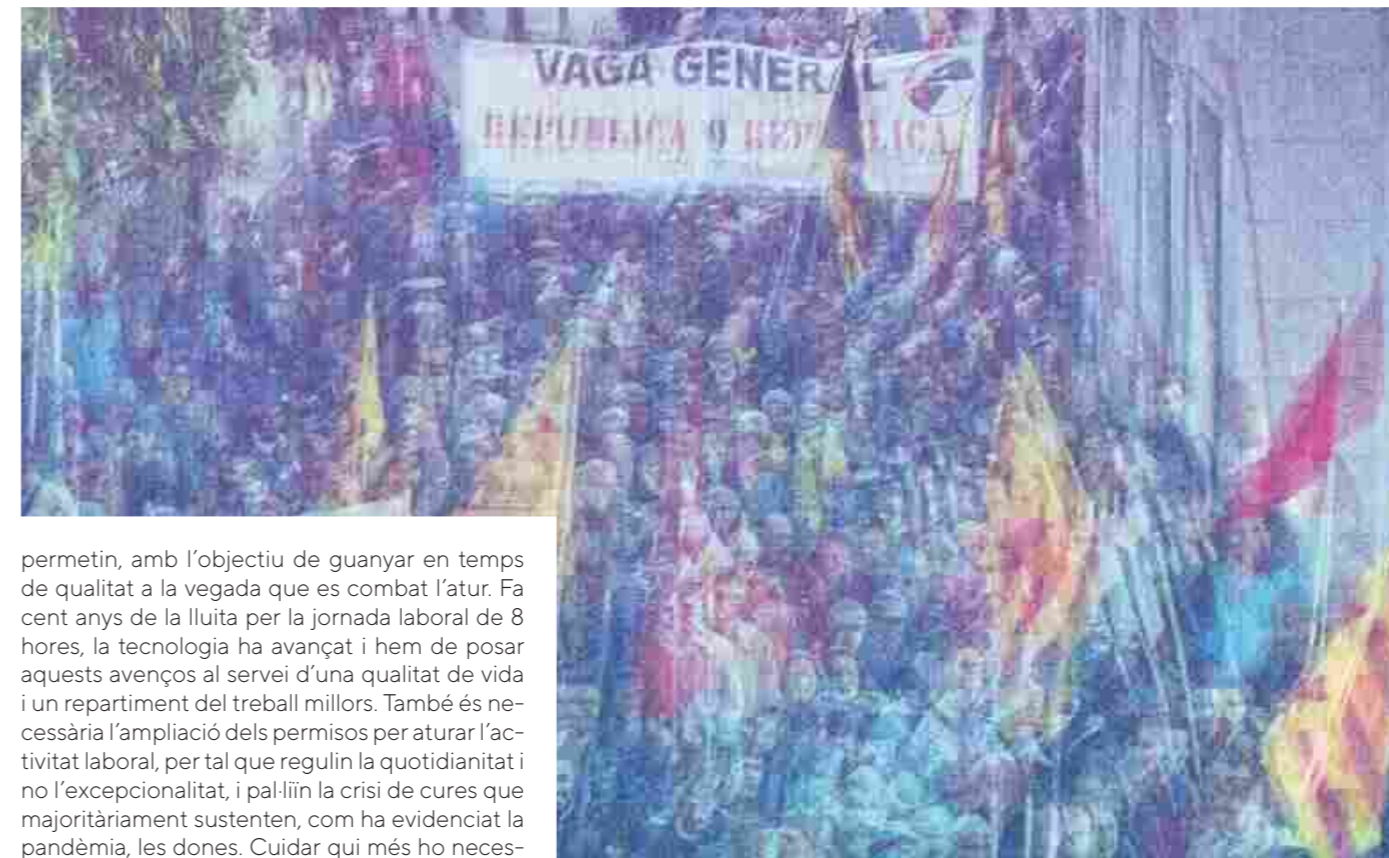 VAGA GENERAL
permetin, amb l’objectiu de guanyar en temps
de qualitat a la vegada que es combat l’atur. Fa
cent anys de la lluita per la jornada laboral de 8
hores, la tecnologia ha avançat i hem de posar
aquests avenços al servei d’una qualitat de vida
i un repartiment del treball millors. També és ne-
cessària l’ampliació dels permisos per aturar l’ac-
tivitat laboral, per tal que regulin la quotidianitat i
no l’excepcionalitat, i pal·liïn la crisi de cures que
majoritàriament sustenten, com ha evidenciat la
pandèmia, les dones. Cuidar qui més ho neces-